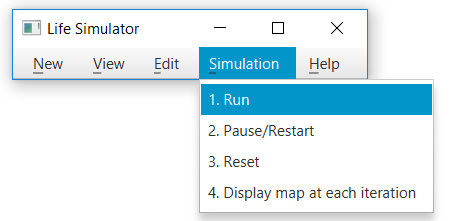 Life Simulator
New View Edit Simulation Help
1. Run
2. Pause/Restart
3. Reset
4. Display map at each iteration